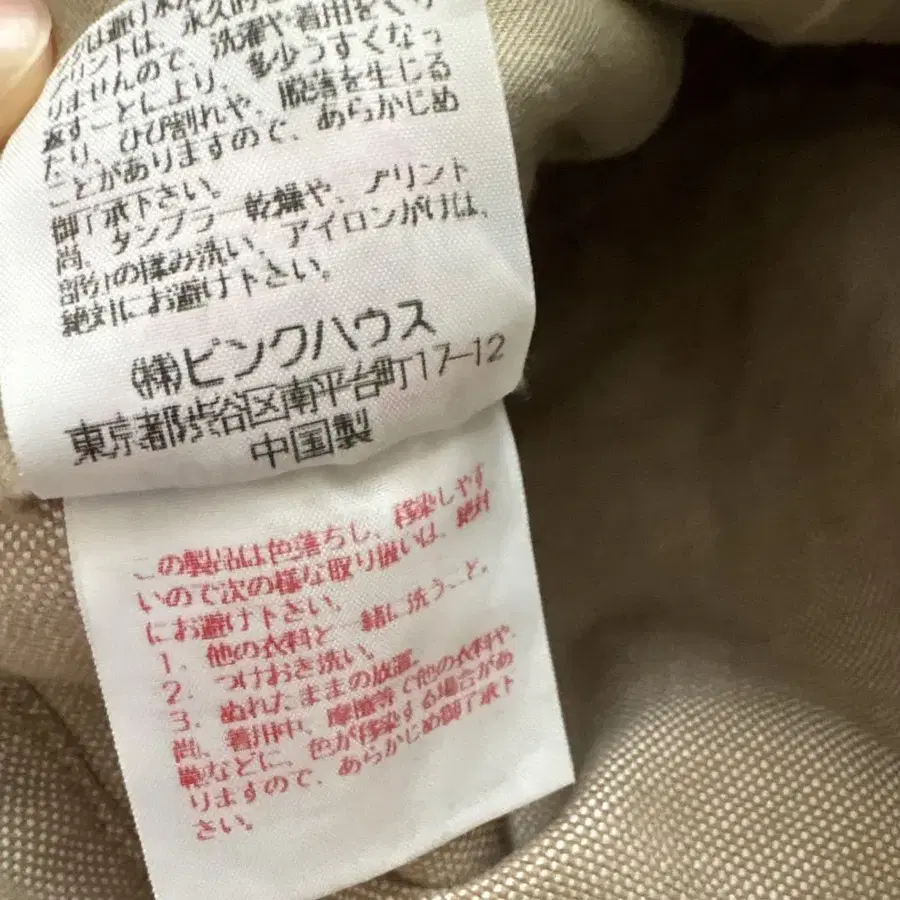 プリントは、永久的
りませんので、洗濯や着用をくり
返すことにより、多少うすくなっ
たり、ひび割れや、脱落を生じる
ことがありますので、あらかじめ
御了承下さい。
尚、タンブラー乾燥や、プリント
部分の揉み洗い、アイロンがけは、
絶対にお避け下さい。
(株)ピンクハウス
東京都渋谷区南平台町17-12
中国製
この製品は色落ちし、移染しやす
いので次の様な取り扱いは、絶対
にお避け下さい。
1．他の衣料と一緒に洗うこと。
2．つけおき洗い。
3．ぬれたままの放置。
尚、着用中、摩擦等で他の衣料や
靴などに、色が移染する場合があ
りますので、あらかじめ御了承下
さい。